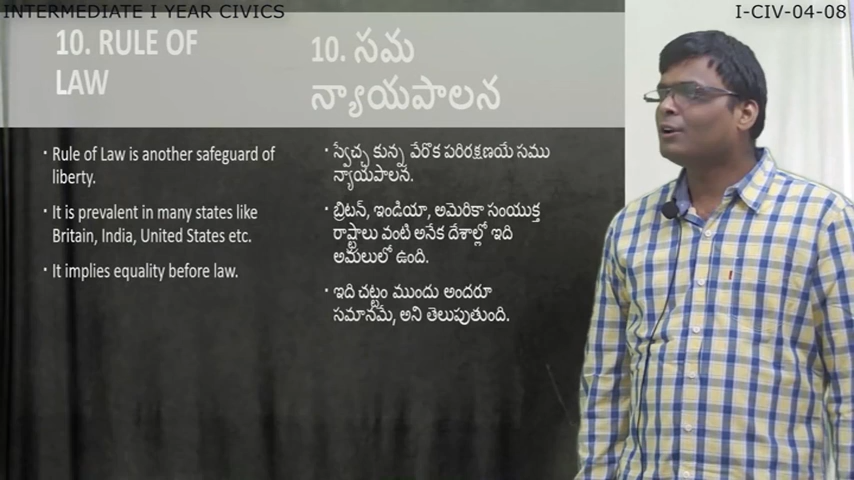 INTERMEDIATE I YEAR CIVICS
I-CIV-04-08
10. RULE OF
LAW
· Rule of Law is another safeguard of
liberty.
· It is prevalent in many states like
Britain, India, United States etc.
· It implies equality before law.
10. సమ
న్యాయపాలన
· స్వేచ్ఛ కున్న వేరొక పరిరక్షణయే సము
న్యాయపాలన.
· బ్రిటన్, ఇండియా, అమెరికా సంయుక్త
రాష్ట్రాలు వంటి అనేక దేశాల్లో ఇది
అమలులో ఉంది.
· ఇది చట్టం ముందు అందరూ
సమానమే, అని తెలుపుతుంది.